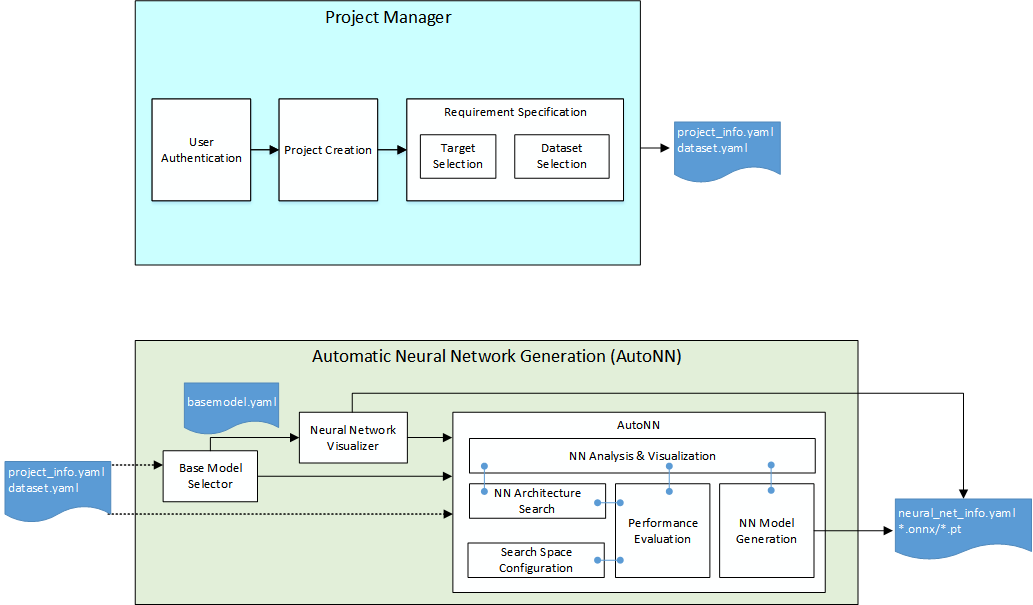 Project Manager
User
Authentication
Project Creation
Requirement Specification
Target
Selection
Dataset
Selection
project_info.yaml
dataset.yaml
Automatic Neural Network Generation (AutoNN)
basemodel.yaml
Neural Network
Visualizer
project_info.yaml
dataset.yaml
Base Model
Selector
AutoNN
NN Analysis & Visualization
NN Architecture
Search
Search Space
Configuration
Performance
Evaluation
NN Model
Generation
neural_net_info.yaml
*.onnx/*.pt